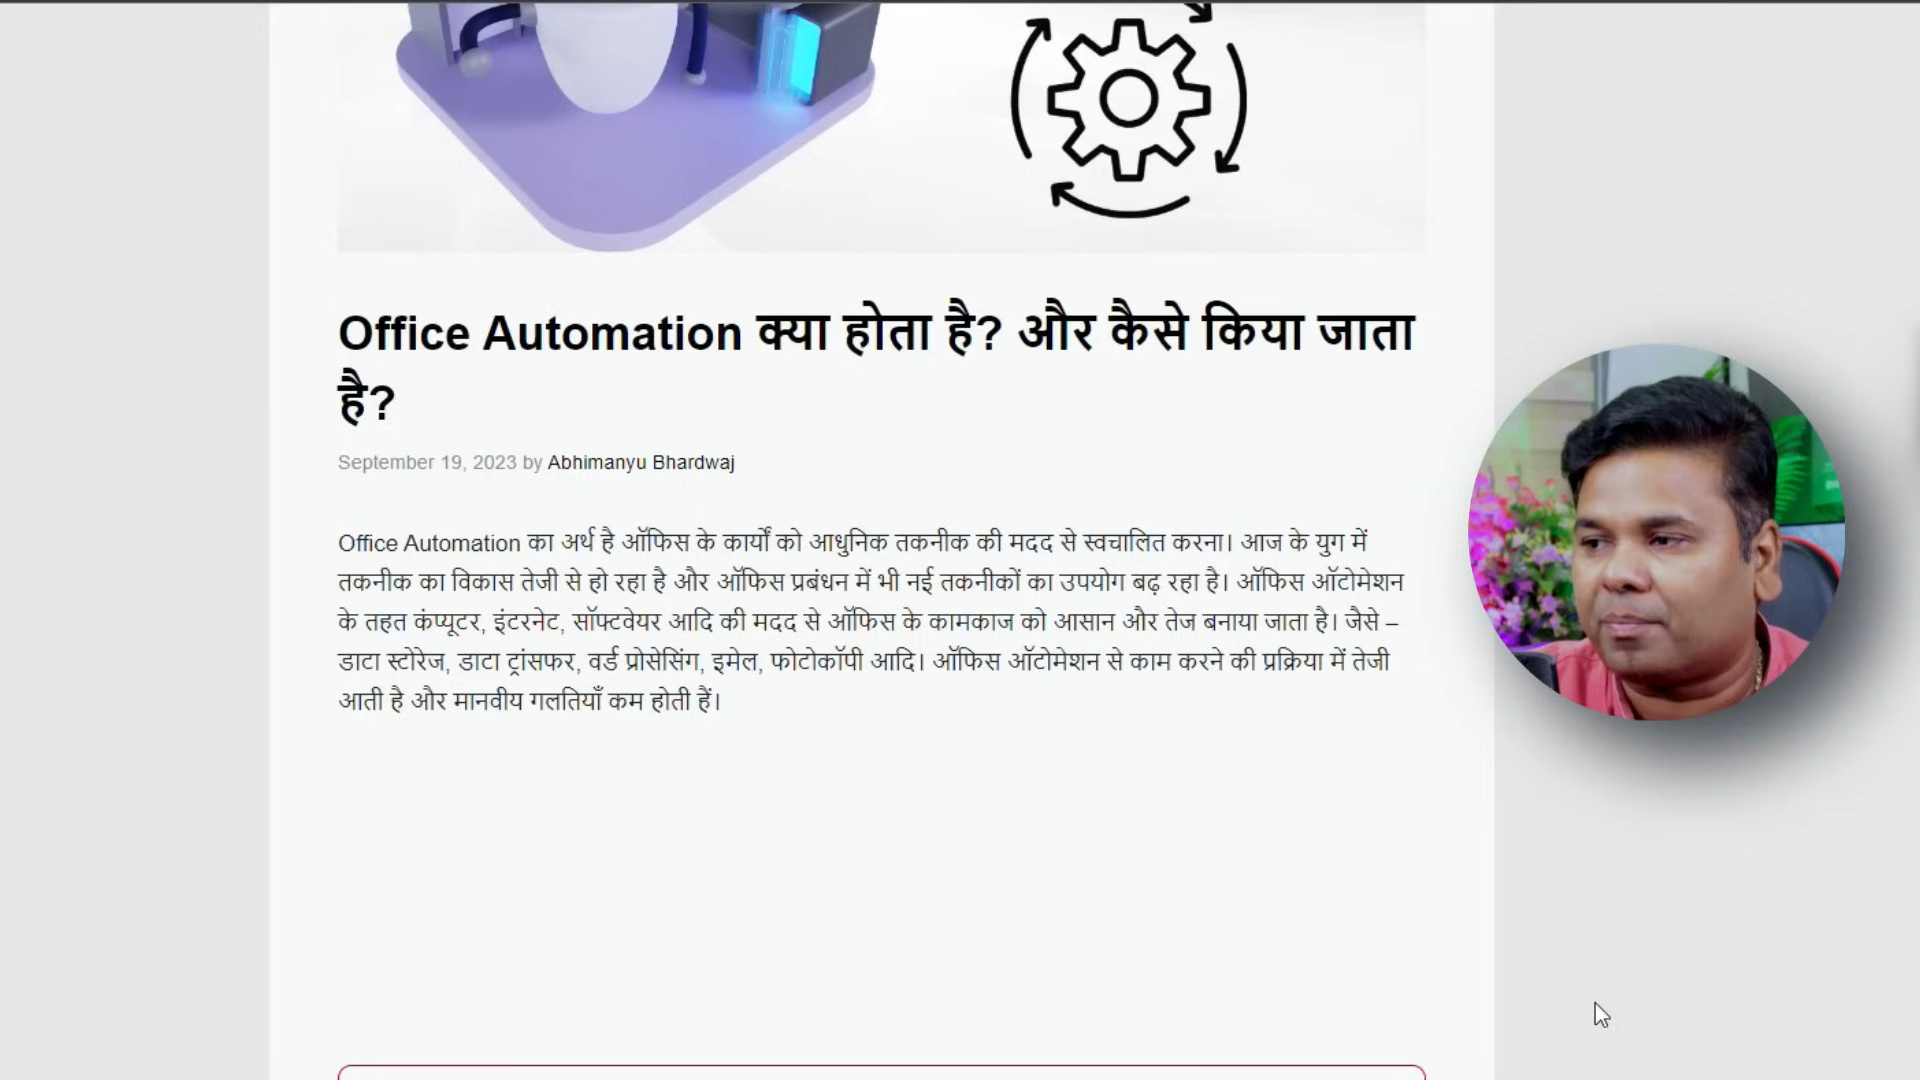 Office Automation क्या होता है? और कैसे किया जाता
है?
September 19, 2023 by Abhimanyu Bhardwaj
Office Automation का अर्थ है ऑफिस के कार्यों को आधुनिक तकनीक की मदद से स्वचालित करना। आज के युग में
तकनीक का विकास तेजी से हो रहा है और ऑफिस प्रबंधन में भी नई तकनीकों का उपयोग बढ़ रहा है। ऑफिस ऑटोमेशन
के तहत कंप्यूटर, इंटरनेट, सॉफ्टवेयर आदि की मदद से ऑफिस के कामकाज को आसान और तेज बनाया जाता है। जैसे –
डाटा स्टोरेज, डाटा ट्रांसफर, वर्ड प्रोसेसिंग, इमेल, फोटोकॉपी आदि। ऑफिस ऑटोमेशन से काम करने की प्रक्रिया में तेजी
आती है और मानवीय गलतियाँ कम होती हैं।